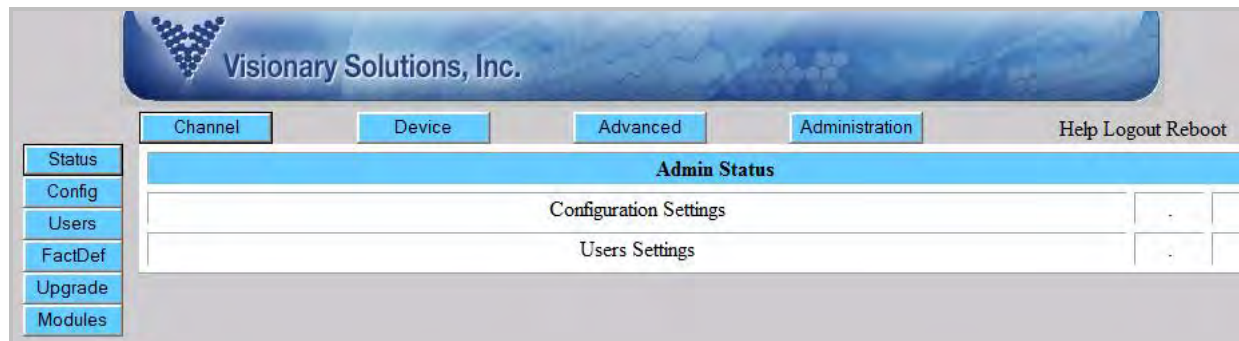 Visionary Solutions, Inc.
Channel Device Advanced Administration Help Logout Reboot
Status
Config
Users
FactDef
Upgrade
Modules
Admin Status
Configuration Settings .
Users Settings .